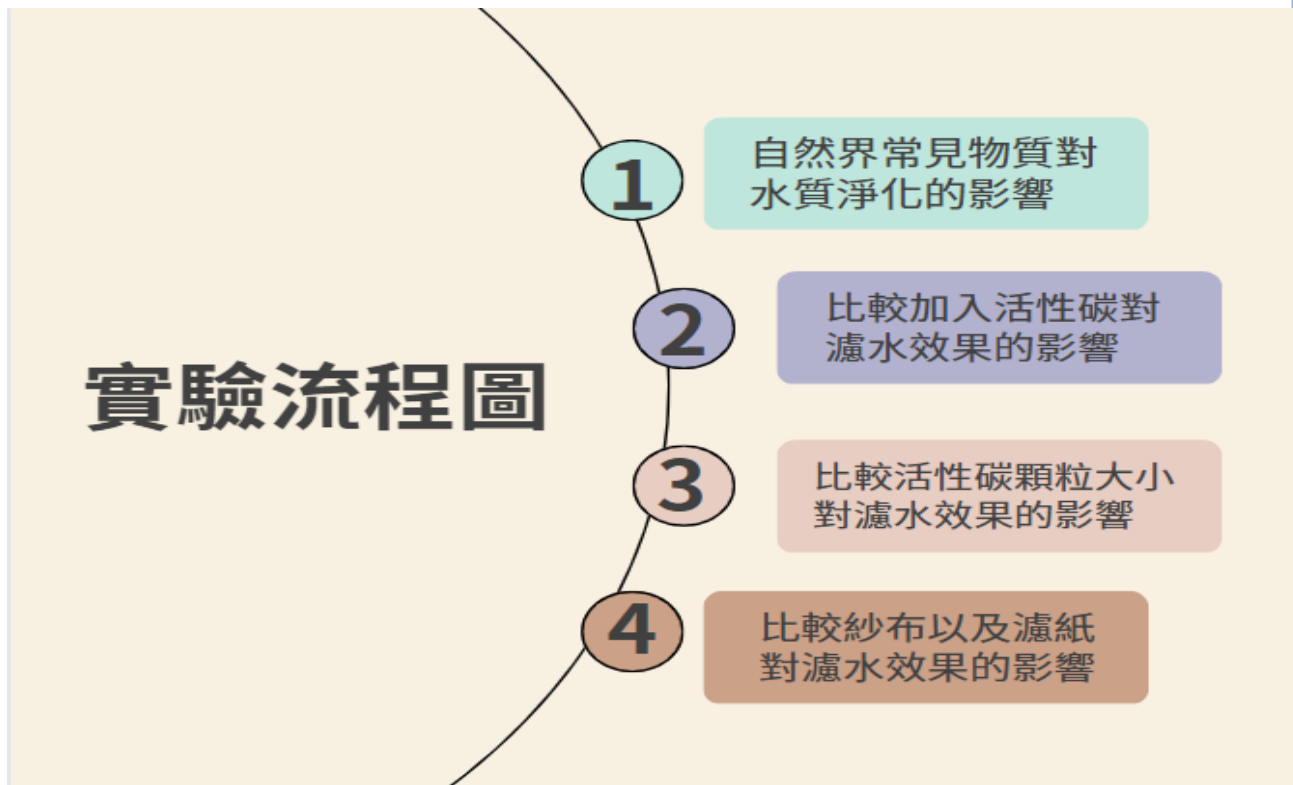 實驗流程圖
1
自然界常見物質對
水質淨化的影響
2
比較加入活性碳對
濾水效果的影響
3
比較活性碳顆粒大小
對濾水效果的影響
4
比較紗布以及濾紙
對濾水效果的影響